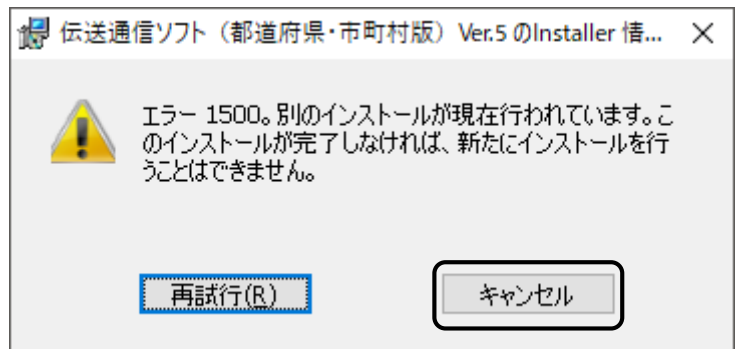 伝送通信ソフト（都道府県・市町村版） Ver.5 のInstaller 情...
エラー 1500。別のインストールが現在行われています。こ
のインストールが完了しなければ、新たにインストールを行
うことはできません。
再試行(R)
キャンセル